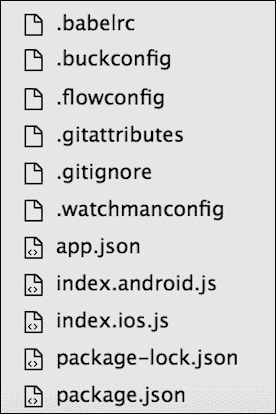 .babelrc
.buckconfig
.flowconfig
.gitattributes
.gitignore
.watchmanconfig
app.json
index.android.js
index.ios.js
package-lock.json
package.json